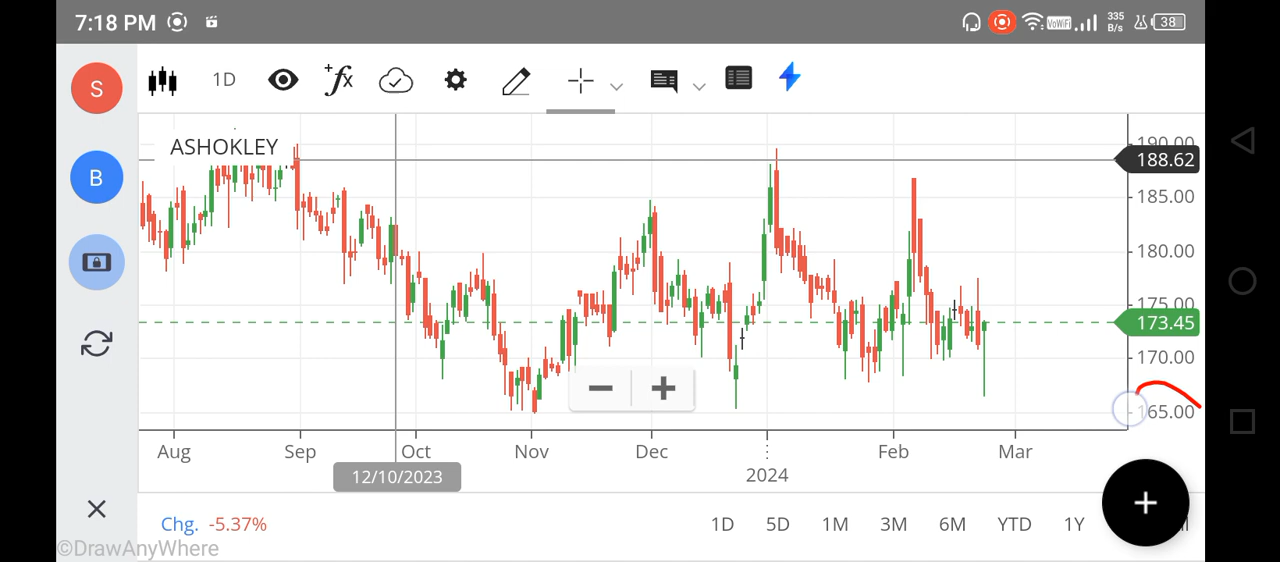 7:18 PM
VoWiFi
335 B/s
38
S
1D
ASHOKLEY
190.00
188.62
B
185.00
180.00
175.00
173.45
170.00
165.00
Aug Sep Oct Nov Dec Feb Mar
12/10/2023
2024
Chg. -5.37%
1D 5D 1M 3M 6M YTD 1Y
©DrawAnyWhere